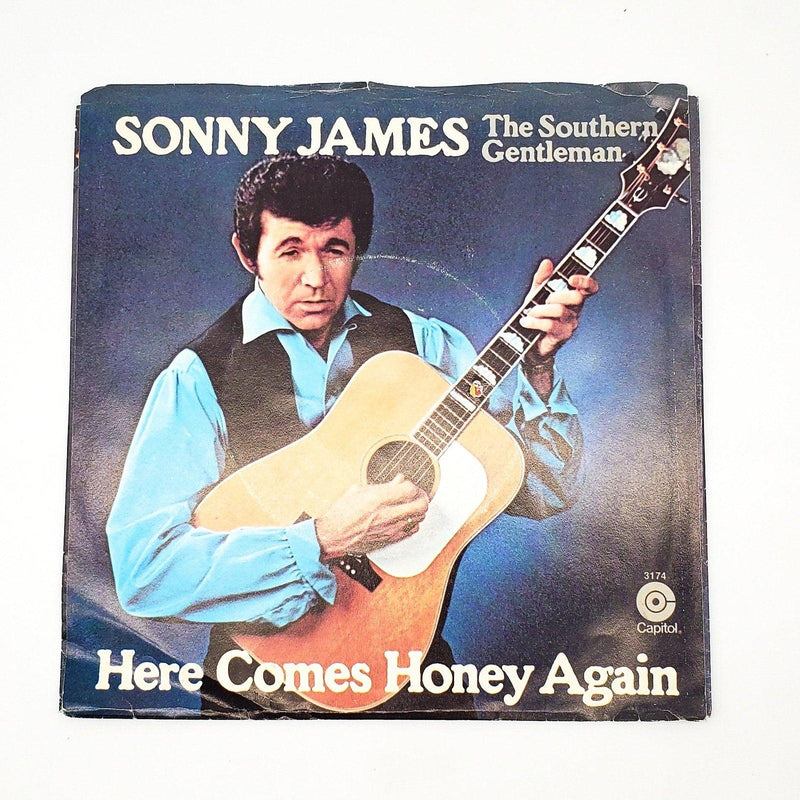 SONNY JAMES
The Southern
Gentleman
3174
Capitol
Here Comes Honey Again